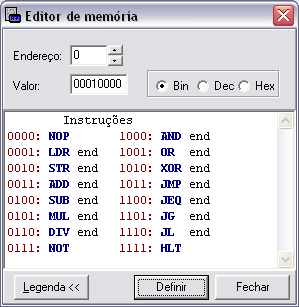 Editor de memória
Endereço: 0
Valor: 00010000
Bin Dec Hex
Instruções
0000: NOP 1000: AND end
0001: LDR end 1001: OR end
0010: STR end 1010: XOR end
0011: ADD end 1011: JMP end
0100: SUB end 1100: JEQ end
0101: MUL end 1101: JG end
0110: DIV end 1110: JL end
0111: NOT 1111: HLT
Legenda << Definir Fechar